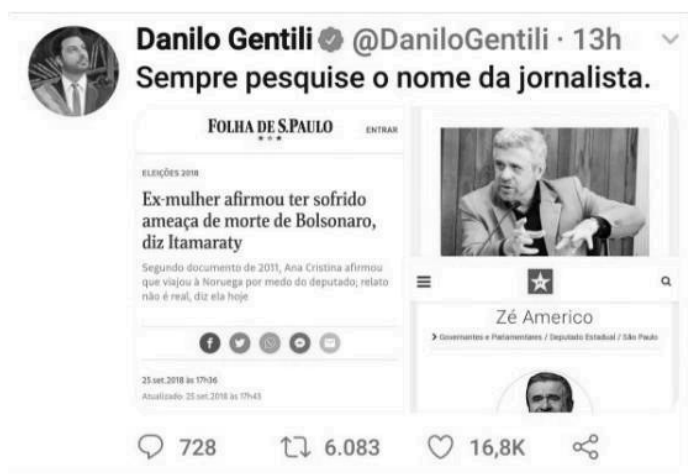 Danilo Gentili @DaniloGentili · 13h
Sempre pesquise o nome da jornalista.
FOLHA DE S.PAULO
ENTRAR
ELEIÇÕES 2018
Ex-mulher afirmou ter sofrido
ameaça de morte de Bolsonaro,
diz Itamaraty
Segundo documento de 2011, Ana Cristina afirmou
que viajou à Noruega por medo do deputado; relato
não é real, diz ela hoje
25.set.2018 às 17h36
Atualizado: 25.set.2018 às 17h43
Zé Americo
Governantes e Parlamentares / Deputado Estadual / São Paulo
728
6.083
16,8K